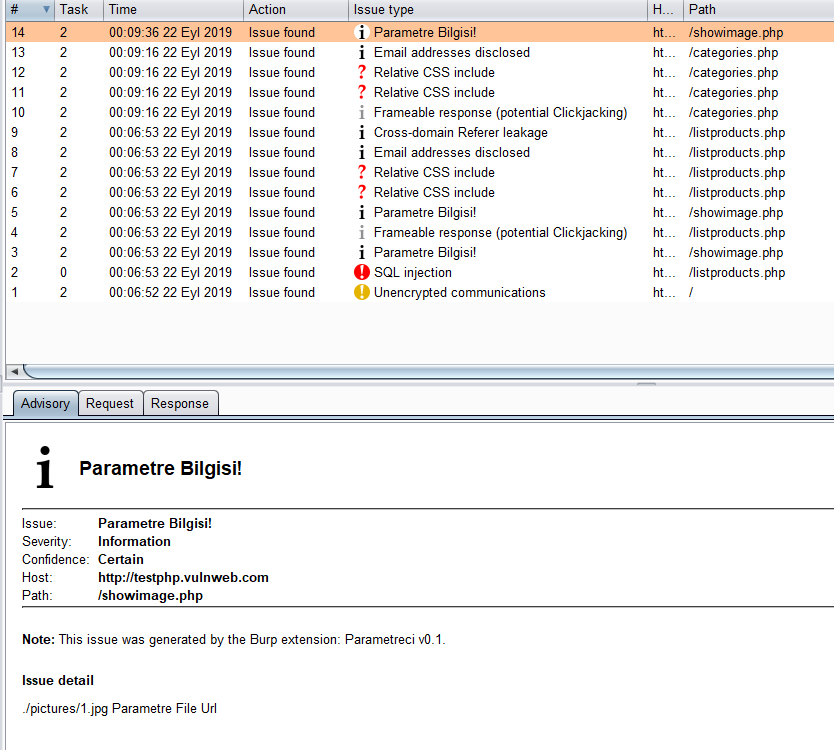 # Task Time Action Issue type H... Path
14 2 00:09:36 22 Eyl 2019 Issue found Parametre Bilgisi! ht... /showimage.php
13 2 00:09:16 22 Eyl 2019 Issue found Email addresses disclosed ht... /categories.php
12 2 00:09:16 22 Eyl 2019 Issue found Relative CSS include ht... /categories.php
11 2 00:09:16 22 Eyl 2019 Issue found Relative CSS include ht... /categories.php
10 2 00:09:16 22 Eyl 2019 Issue found Frameable response (potential Clickjacking) ht... /categories.php
9 2 00:06:53 22 Eyl 2019 Issue found Cross-domain Referer leakage ht... /listproducts.php
8 2 00:06:53 22 Eyl 2019 Issue found Email addresses disclosed ht... /listproducts.php
7 2 00:06:53 22 Eyl 2019 Issue found Relative CSS include ht... /listproducts.php
6 2 00:06:53 22 Eyl 2019 Issue found Relative CSS include ht... /listproducts.php
5 2 00:06:53 22 Eyl 2019 Issue found Parametre Bilgisi! ht... /showimage.php
4 2 00:06:53 22 Eyl 2019 Issue found Frameable response (potential Clickjacking) ht... /listproducts.php
3 2 00:06:53 22 Eyl 2019 Issue found Parametre Bilgisi! ht... /showimage.php
2 0 00:06:53 22 Eyl 2019 Issue found SQL injection ht... /listproducts.php
1 2 00:06:52 22 Eyl 2019 Issue found Unencrypted communications ht... /
Advisory Request Response
Parametre Bilgisi!
Issue: Parametre Bilgisi!
Severity: Information
Confidence: Certain
Host: http://testphp.vulnweb.com
Path: /showimage.php
Note: This issue was generated by the Burp extension: Parametreci v0.1.
Issue detail
./pictures/1.jpg Parametre File Url